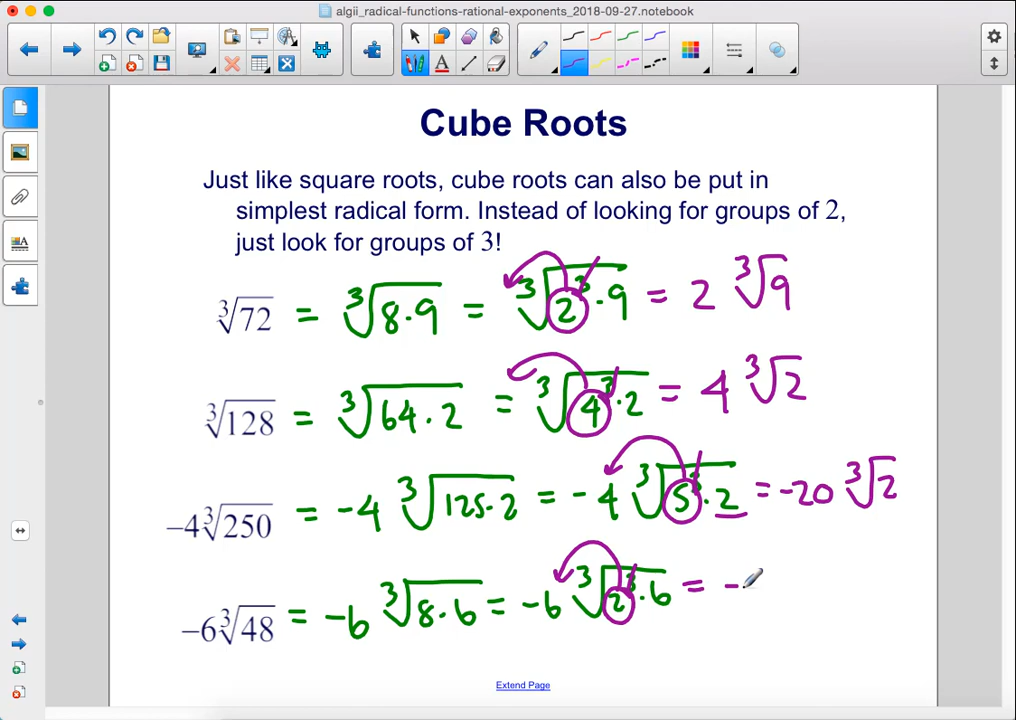 algii_radical-functions-rational-exponents_2018-09-27.notebook
Cube Roots
Just like square roots, cube roots can also be put in
simplest radical form. Instead of looking for groups of 2,
just look for groups of 3!
∛72 = ∛8·9 = ∛2³·9 = 2 ∛9
∛128 = ∛64·2 = ∛4³·2 = 4 ∛2
-4∛250 = -4 ∛125·2 = -4 ∛5³·2 = -20 ∛2
-6∛48 = -6 ∛8·6 = -6 ∛2³·6 = -
Extend Page